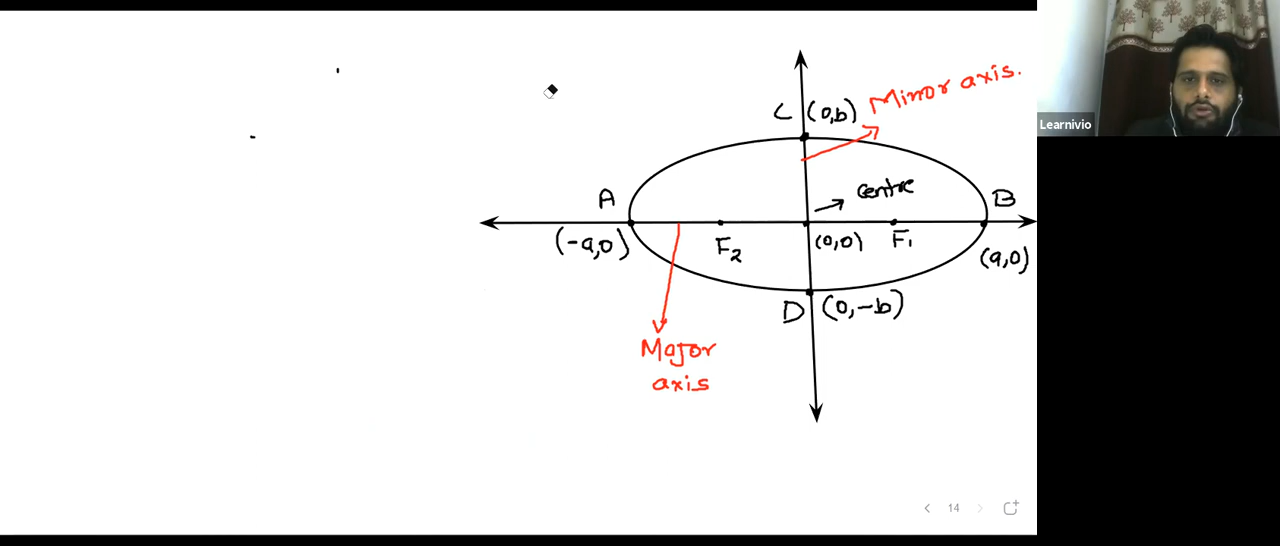 Minor axis.
C (0,b)
Learnivio
centre
A
B
(-a,0)
F2
(0,0)
F1
(a,0)
D (0,-b)
Major
axis
14